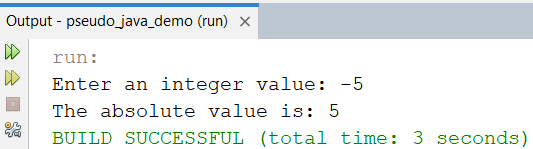 Output - pseudo_java_demo (run) ×
run:
Enter an integer value: -5
The absolute value is: 5
BUILD SUCCESSFUL (total time: 3 seconds)